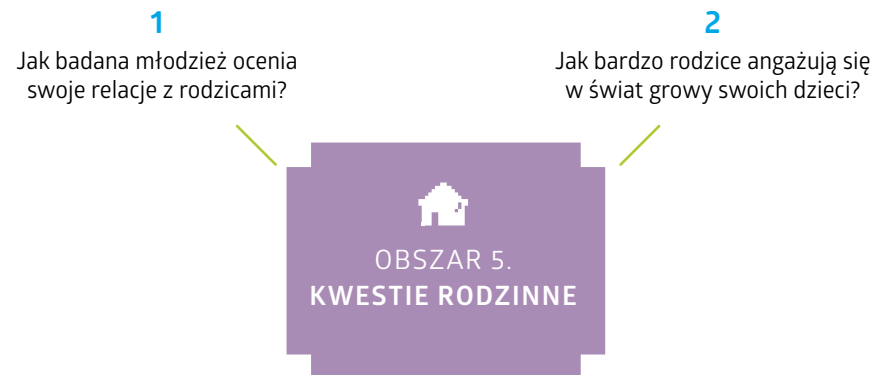 1
Jak badana młodzież ocenia
swoje relacje z rodzicami?
2
Jak bardzo rodzice angażują się
w świat growy swoich dzieci?
OBSZAR 5.
KWESTIE RODZINNE